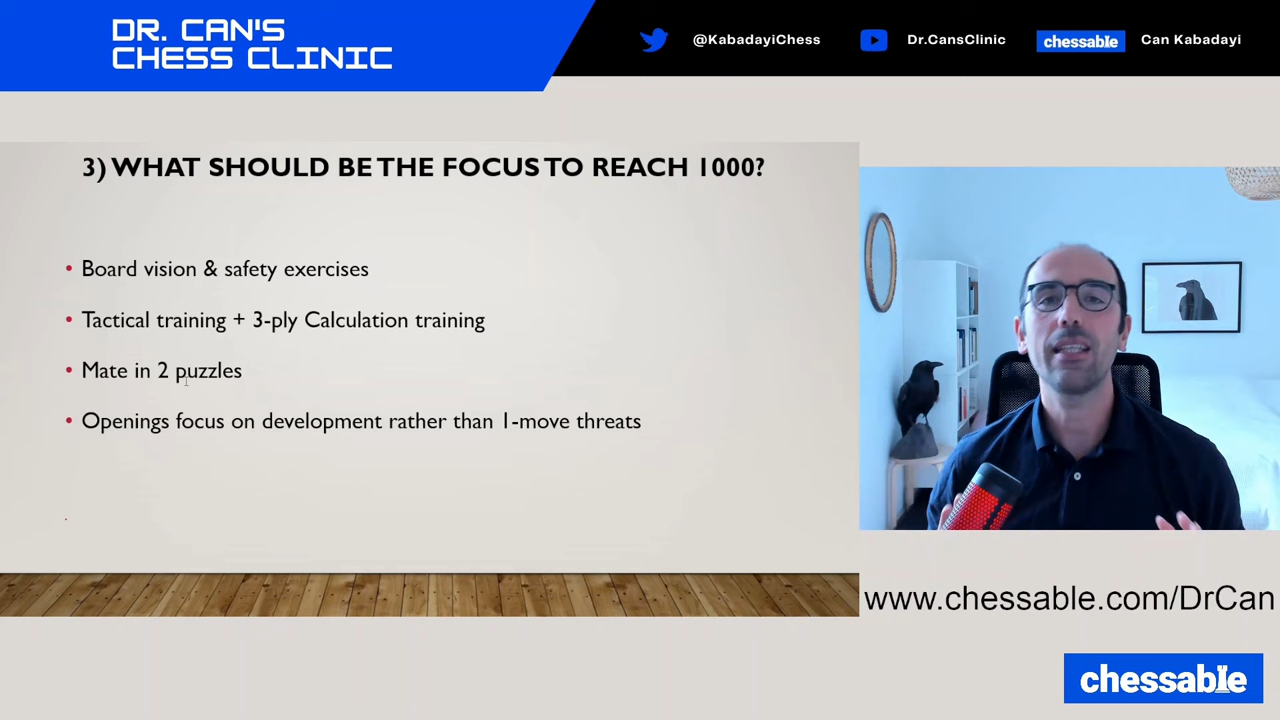 DR. CAN'S
CHESS CLINIC
@KabadayiChess
Dr.CansClinic
chessable
Can Kabadayi
3) WHAT SHOULD BE THE FOCUS TO REACH 1000?
• Board vision & safety exercises
• Tactical training + 3-ply Calculation training
• Mate in 2 puzzles
• Openings focus on development rather than 1-move threats
www.chessable.com/DrCan
chessable